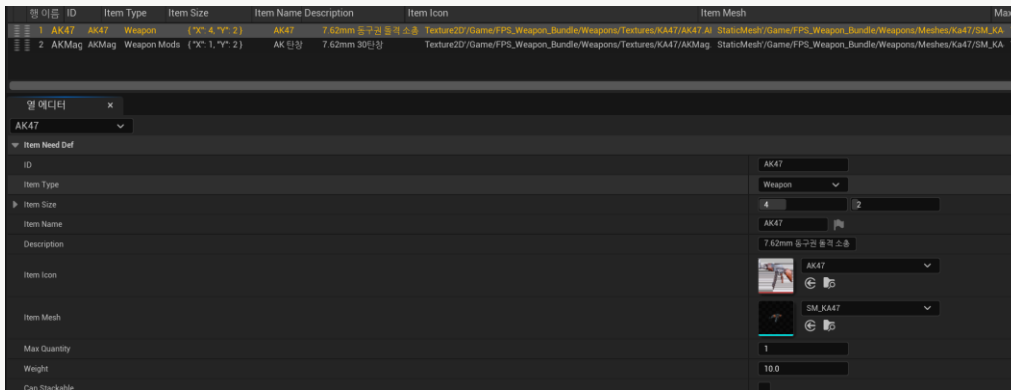 행 이름 ID Item Type Item Size Item Name Description Item Icon Item Mesh Max
1 AK47 AK47 Weapon {"X": 4, "Y": 2} AK47 7.62mm 동구권 돌격 소총 Texture2D'/Game/FPS_Weapon_Bundle/Weapons/Textures/KA47/AK47.AI StaticMesh'/Game/FPS_Weapon_Bundle/Weapons/Meshes/Ka47/SM_KA
2 AKMag AKMag Weapon Mods {"X": 1, "Y": 2} AK 탄창 7.62mm 30탄창 Texture2D'/Game/FPS_Weapon_Bundle/Weapons/Textures/KA47/AKMag. StaticMesh'/Game/FPS_Weapon_Bundle/Weapons/Meshes/Ka47/SM_KA
열 에디터
AK47
Item Need Def
ID AK47
Item Type Weapon
Item Size 4 2
Item Name AK47
Description 7.62mm 동구권 돌격 소총
Item Icon AK47
Item Mesh SM_KA47
Max Quantity 1
Weight 10.0
Can Stackable